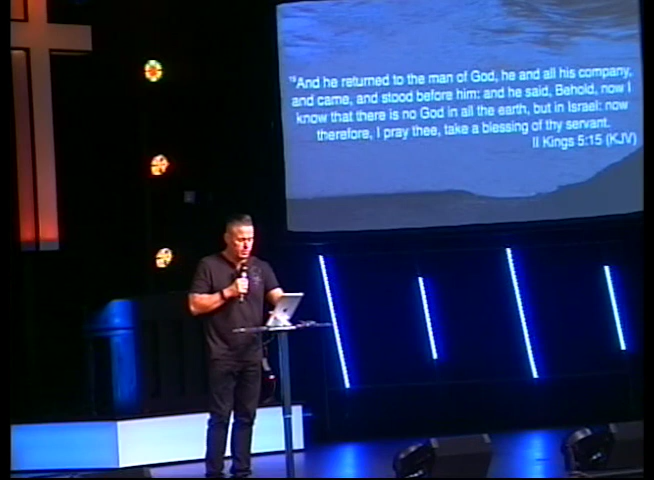 15And he returned to the man of God, he and all his company,
and came, and stood before him: and he said, Behold, now I
know that there is no God in all the earth, but in Israel: now
therefore, I pray thee, take a blessing of thy servant.
II Kings 5:15 (KJV)